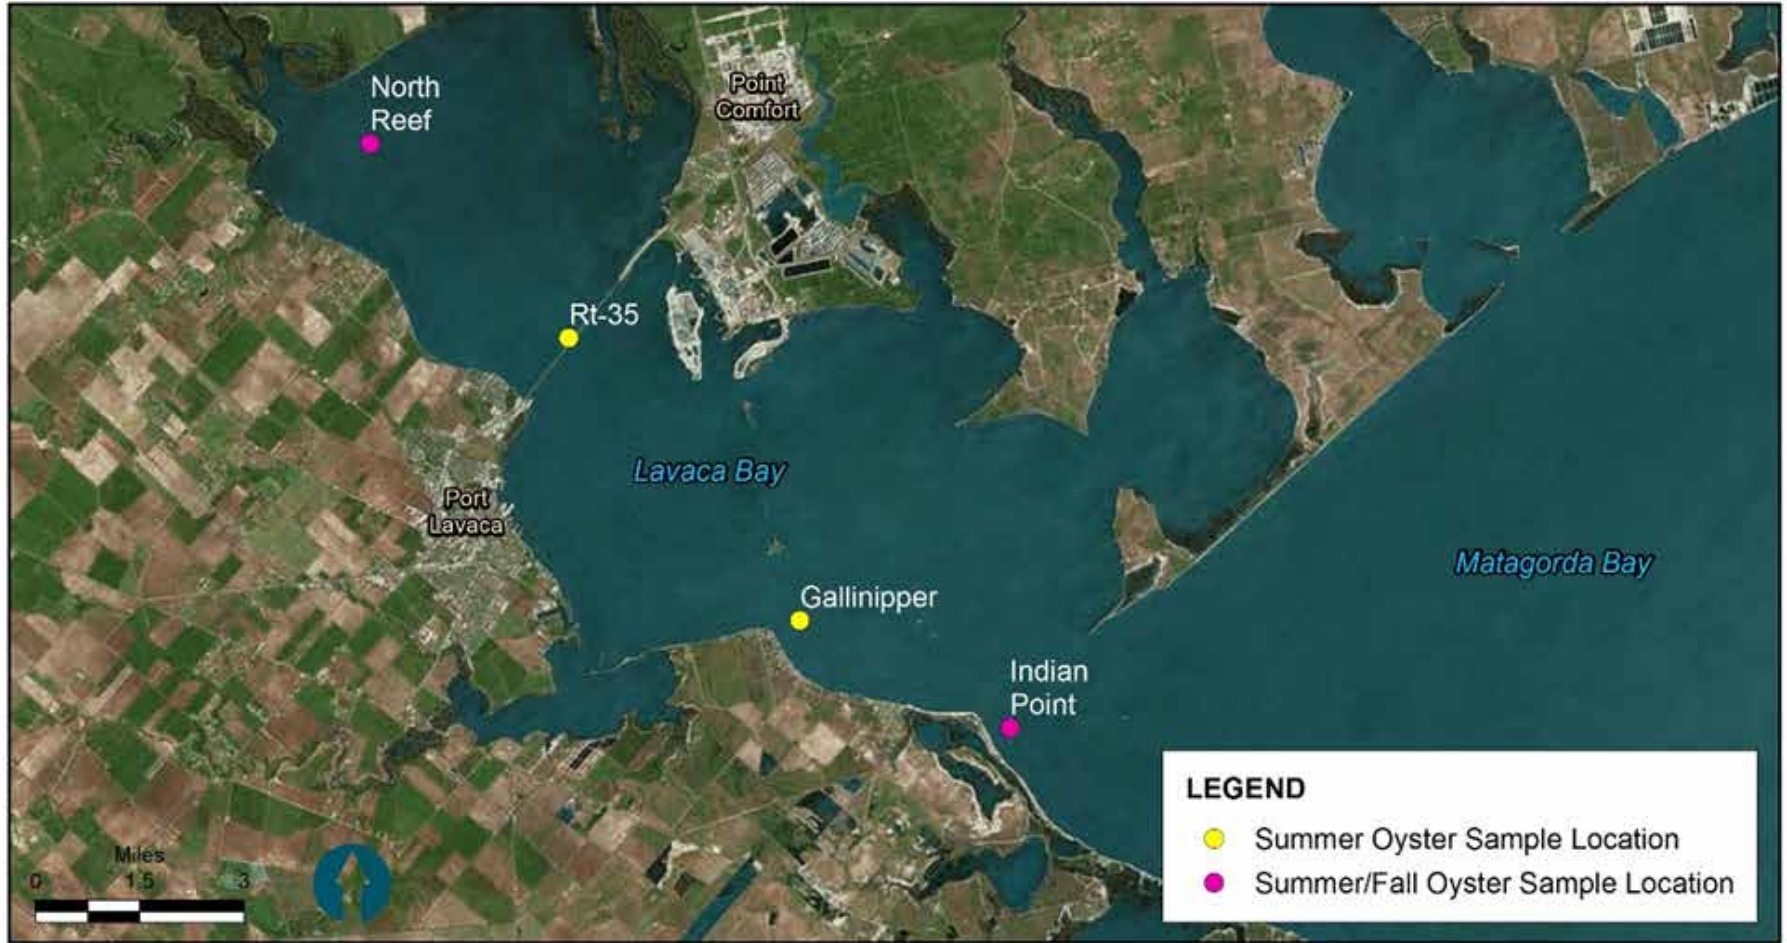 North
Reef
Point
Comfort
Rt-35
Lavaca Bay
Port
Lavaca
Matagorda Bay
Gallinipper
Indian
Point
LEGEND
Summer Oyster Sample Location
Summer/Fall Oyster Sample Location
Miles
0 1.5 3